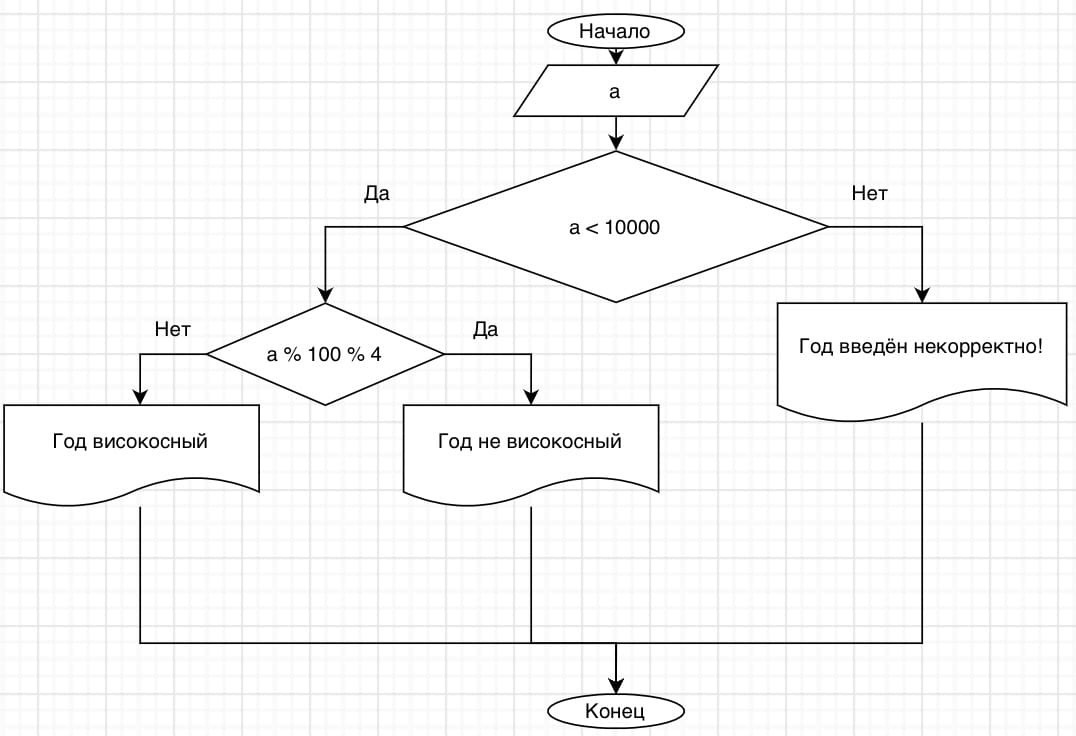 Начало
a
Да
Нет
a < 10000
Нет
Да
a % 100 % 4
Год введён некорректно!
Год високосный
Год не високосный
Конец